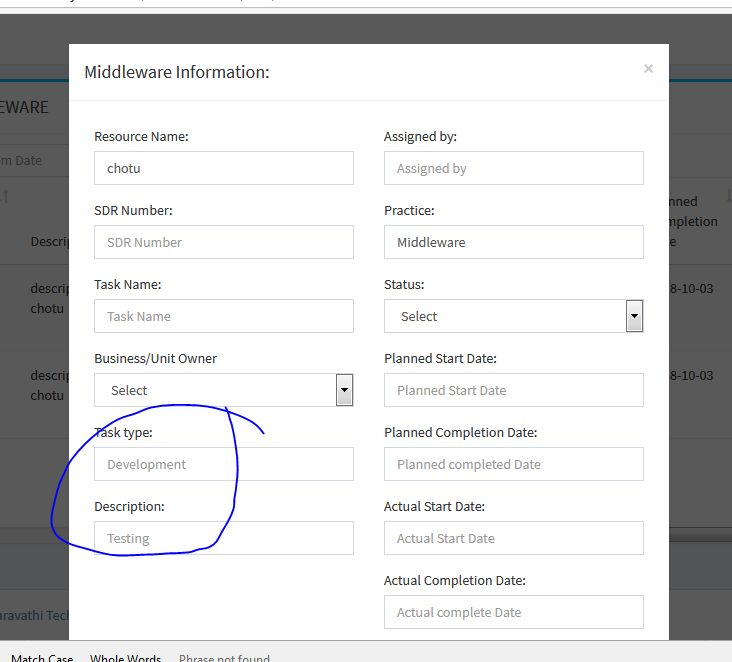 Middleware Information:
×
EWARE
m Date
Descrip
descrip
chotu
descrip
chotu
aravathi Tech
Resource Name:
chotu
SDR Number:
SDR Number
Task Name:
Task Name
Business/Unit Owner
Select
Task type:
Development
Description:
Testing
Assigned by:
Assigned by
Practice:
Middleware
Status:
Select
Planned Start Date:
Planned Start Date
Planned Completion Date:
Planned completed Date
Actual Start Date:
Actual Start Date
Actual Completion Date:
Actual complete Date
nned
mpletion
e
8-10-03
8-10-03
Match Case Whole Words Phrase not found